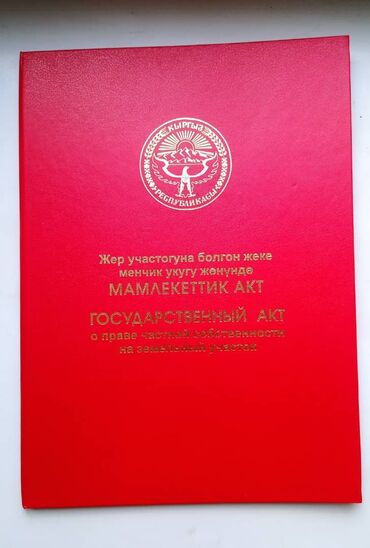 КЫРГЫЗ
РЕСПУБЛИКАСЫ
Жер участогуна болгон жеке
менчик укугу жөнүндө
МАМЛЕКЕТТИК АКТ
ГОСУДАРСТВЕННЫЙ АКТ
о праве частной собственности
на земельный участок